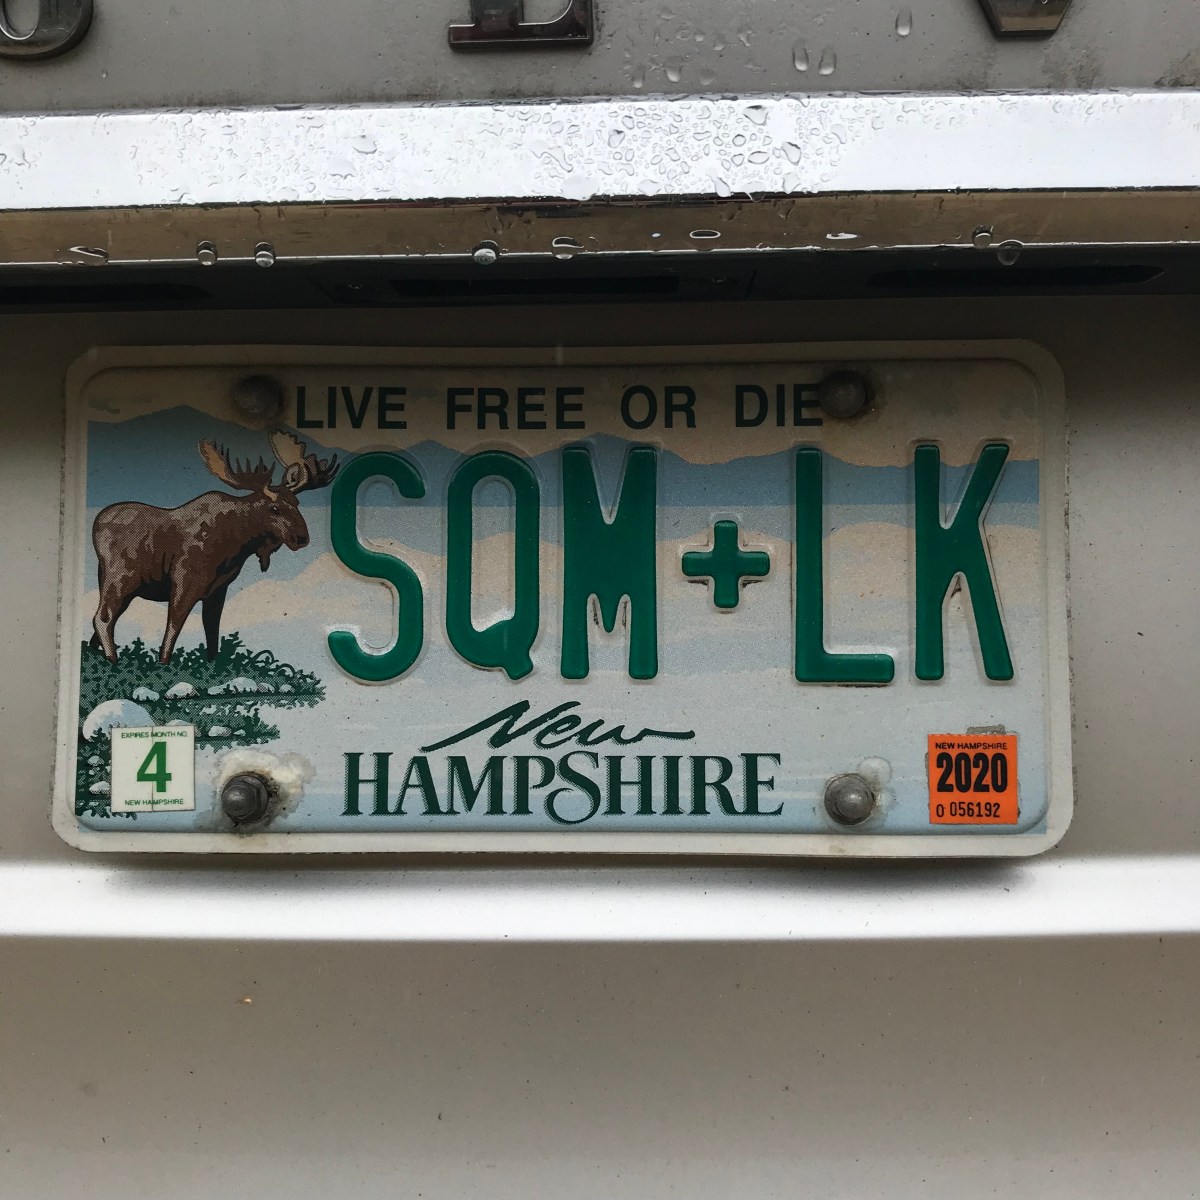 LIVE FREE OR DIE
SQM+LK
New
HAMPSHIRE
EXPIRES MONTH NO.
4
NEW HAMPSHIRE
NEW HAMPSHIRE
2020
0 056192